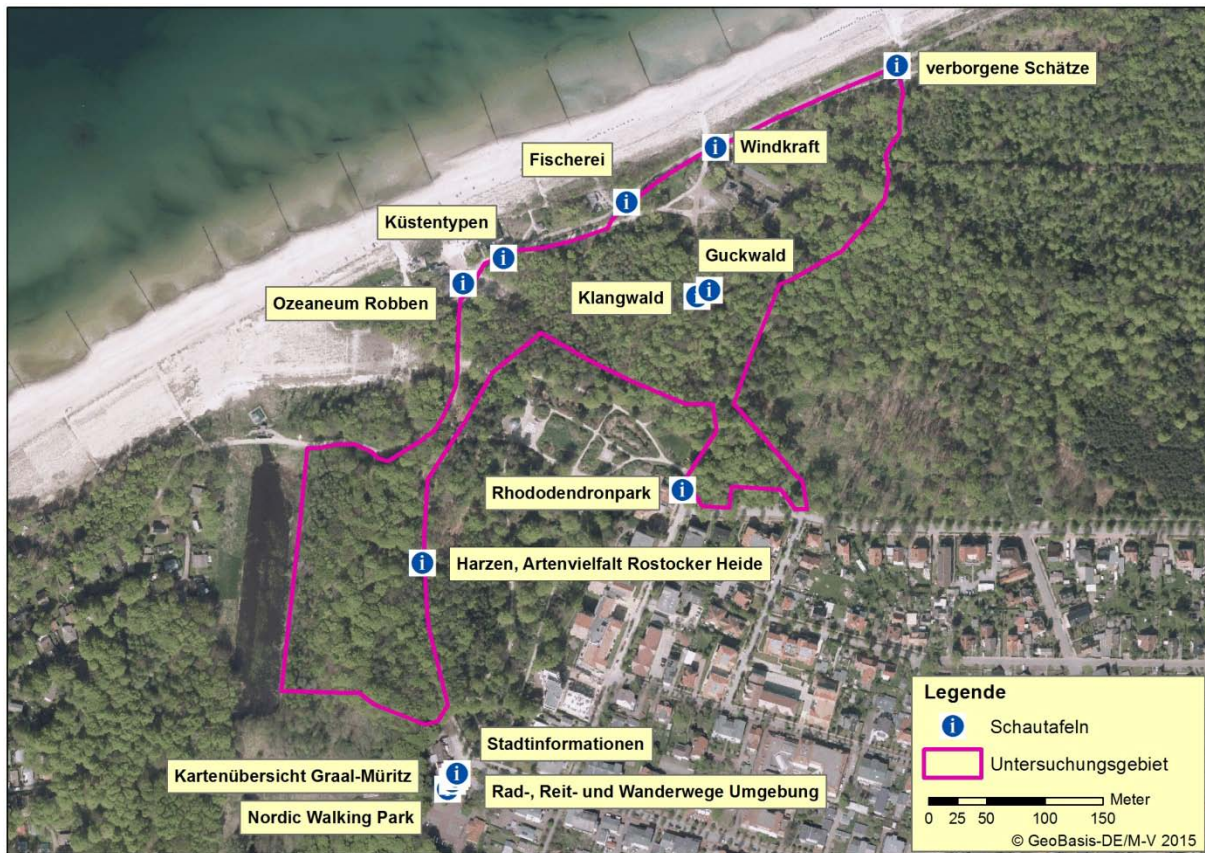 verborgene Schätze
Windkraft
Fischerei
Küstentypen
Guckwald
Ozeaneum Robben
Klangwald
Rhododendronpark
Harzen, Artenvielfalt Rostocker Heide
Stadtinformationen
Kartenübersicht Graal-Müritz
Rad-, Reit- und Wanderwege Umgebung
Nordic Walking Park
Legende
i Schautafeln
Untersuchungsgebiet
Meter
0 25 50 100 150
© GeoBasis-DE/M-V 2015